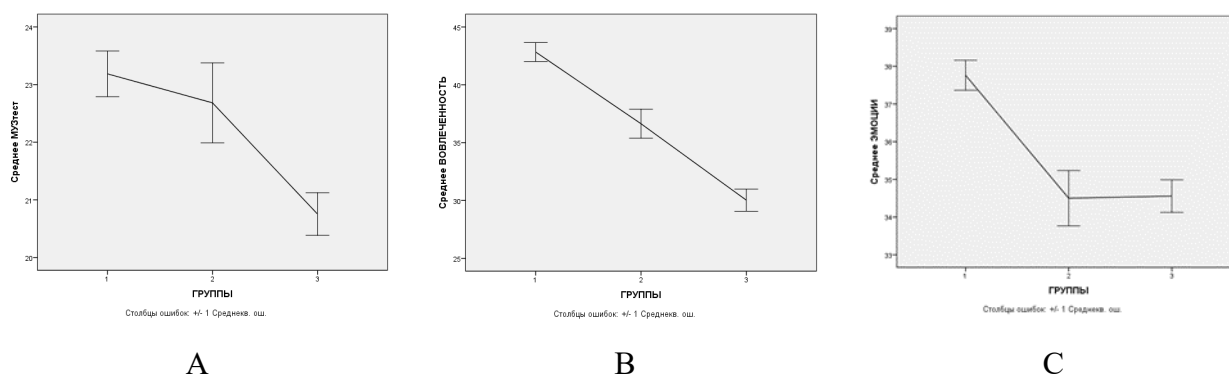 24
23
22
21
20
Среднее МУЗтест
1 2 3
ГРУППЫ
Столбцы ошибок: +/- 1 Среднекв. ош.
A
45
40
35
30
25
Среднее ВОВЛЕЧЕННОСТЬ
1 2 3
ГРУППЫ
Столбцы ошибок: +/- 1 Среднекв. ош.
B
39
38
37
36
35
34
33
Среднее ЭМОЦИИ
1 2 3
ГРУППЫ
Столбцы ошибок: +/- 1 Среднекв. ош.
C